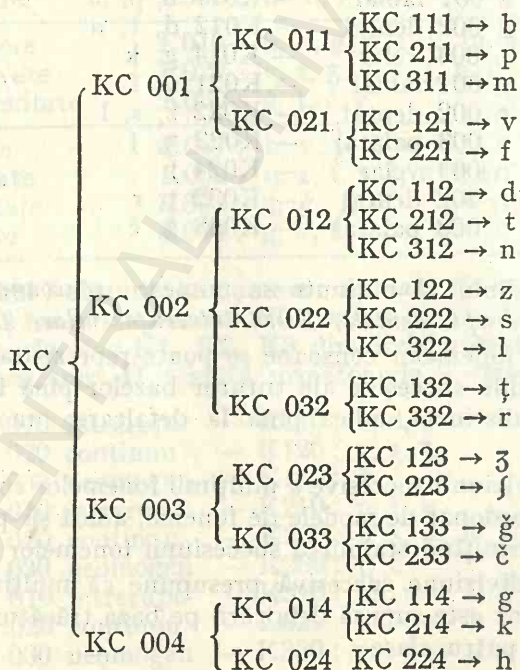 KC 111 → b
KC 011
KC 211 → p
KC 311 → m
KC 001
KC 021
KC 121 → v
KC 221 → f
KC 112 → d
KC 012
KC 212 → t
KC 312 → n
KC 122 → z
KC 002
KC 022
KC 222 → s
KC 322 → l
KC
KC 032
KC 132 → t
KC 332 → r
KC 023
KC 123 → ʒ
KC 223 → ʃ
KC 003
KC 033
KC 133 → ğ
KC 233 → č
KC 014
KC 114 → g
KC 214 → k
KC 004
KC 024
KC 224 → h